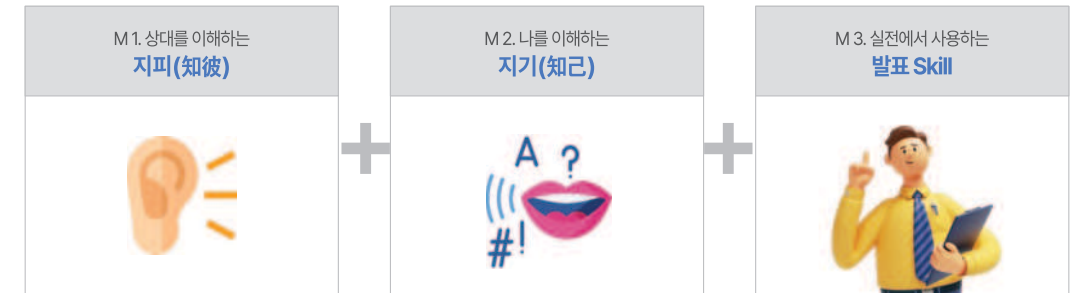 M 1. 상대를 이해하는
지피(知彼)
M 2. 나를 이해하는
지기(知己)
M 3. 실전에서 사용하는
발표 Skill
A ?
#!